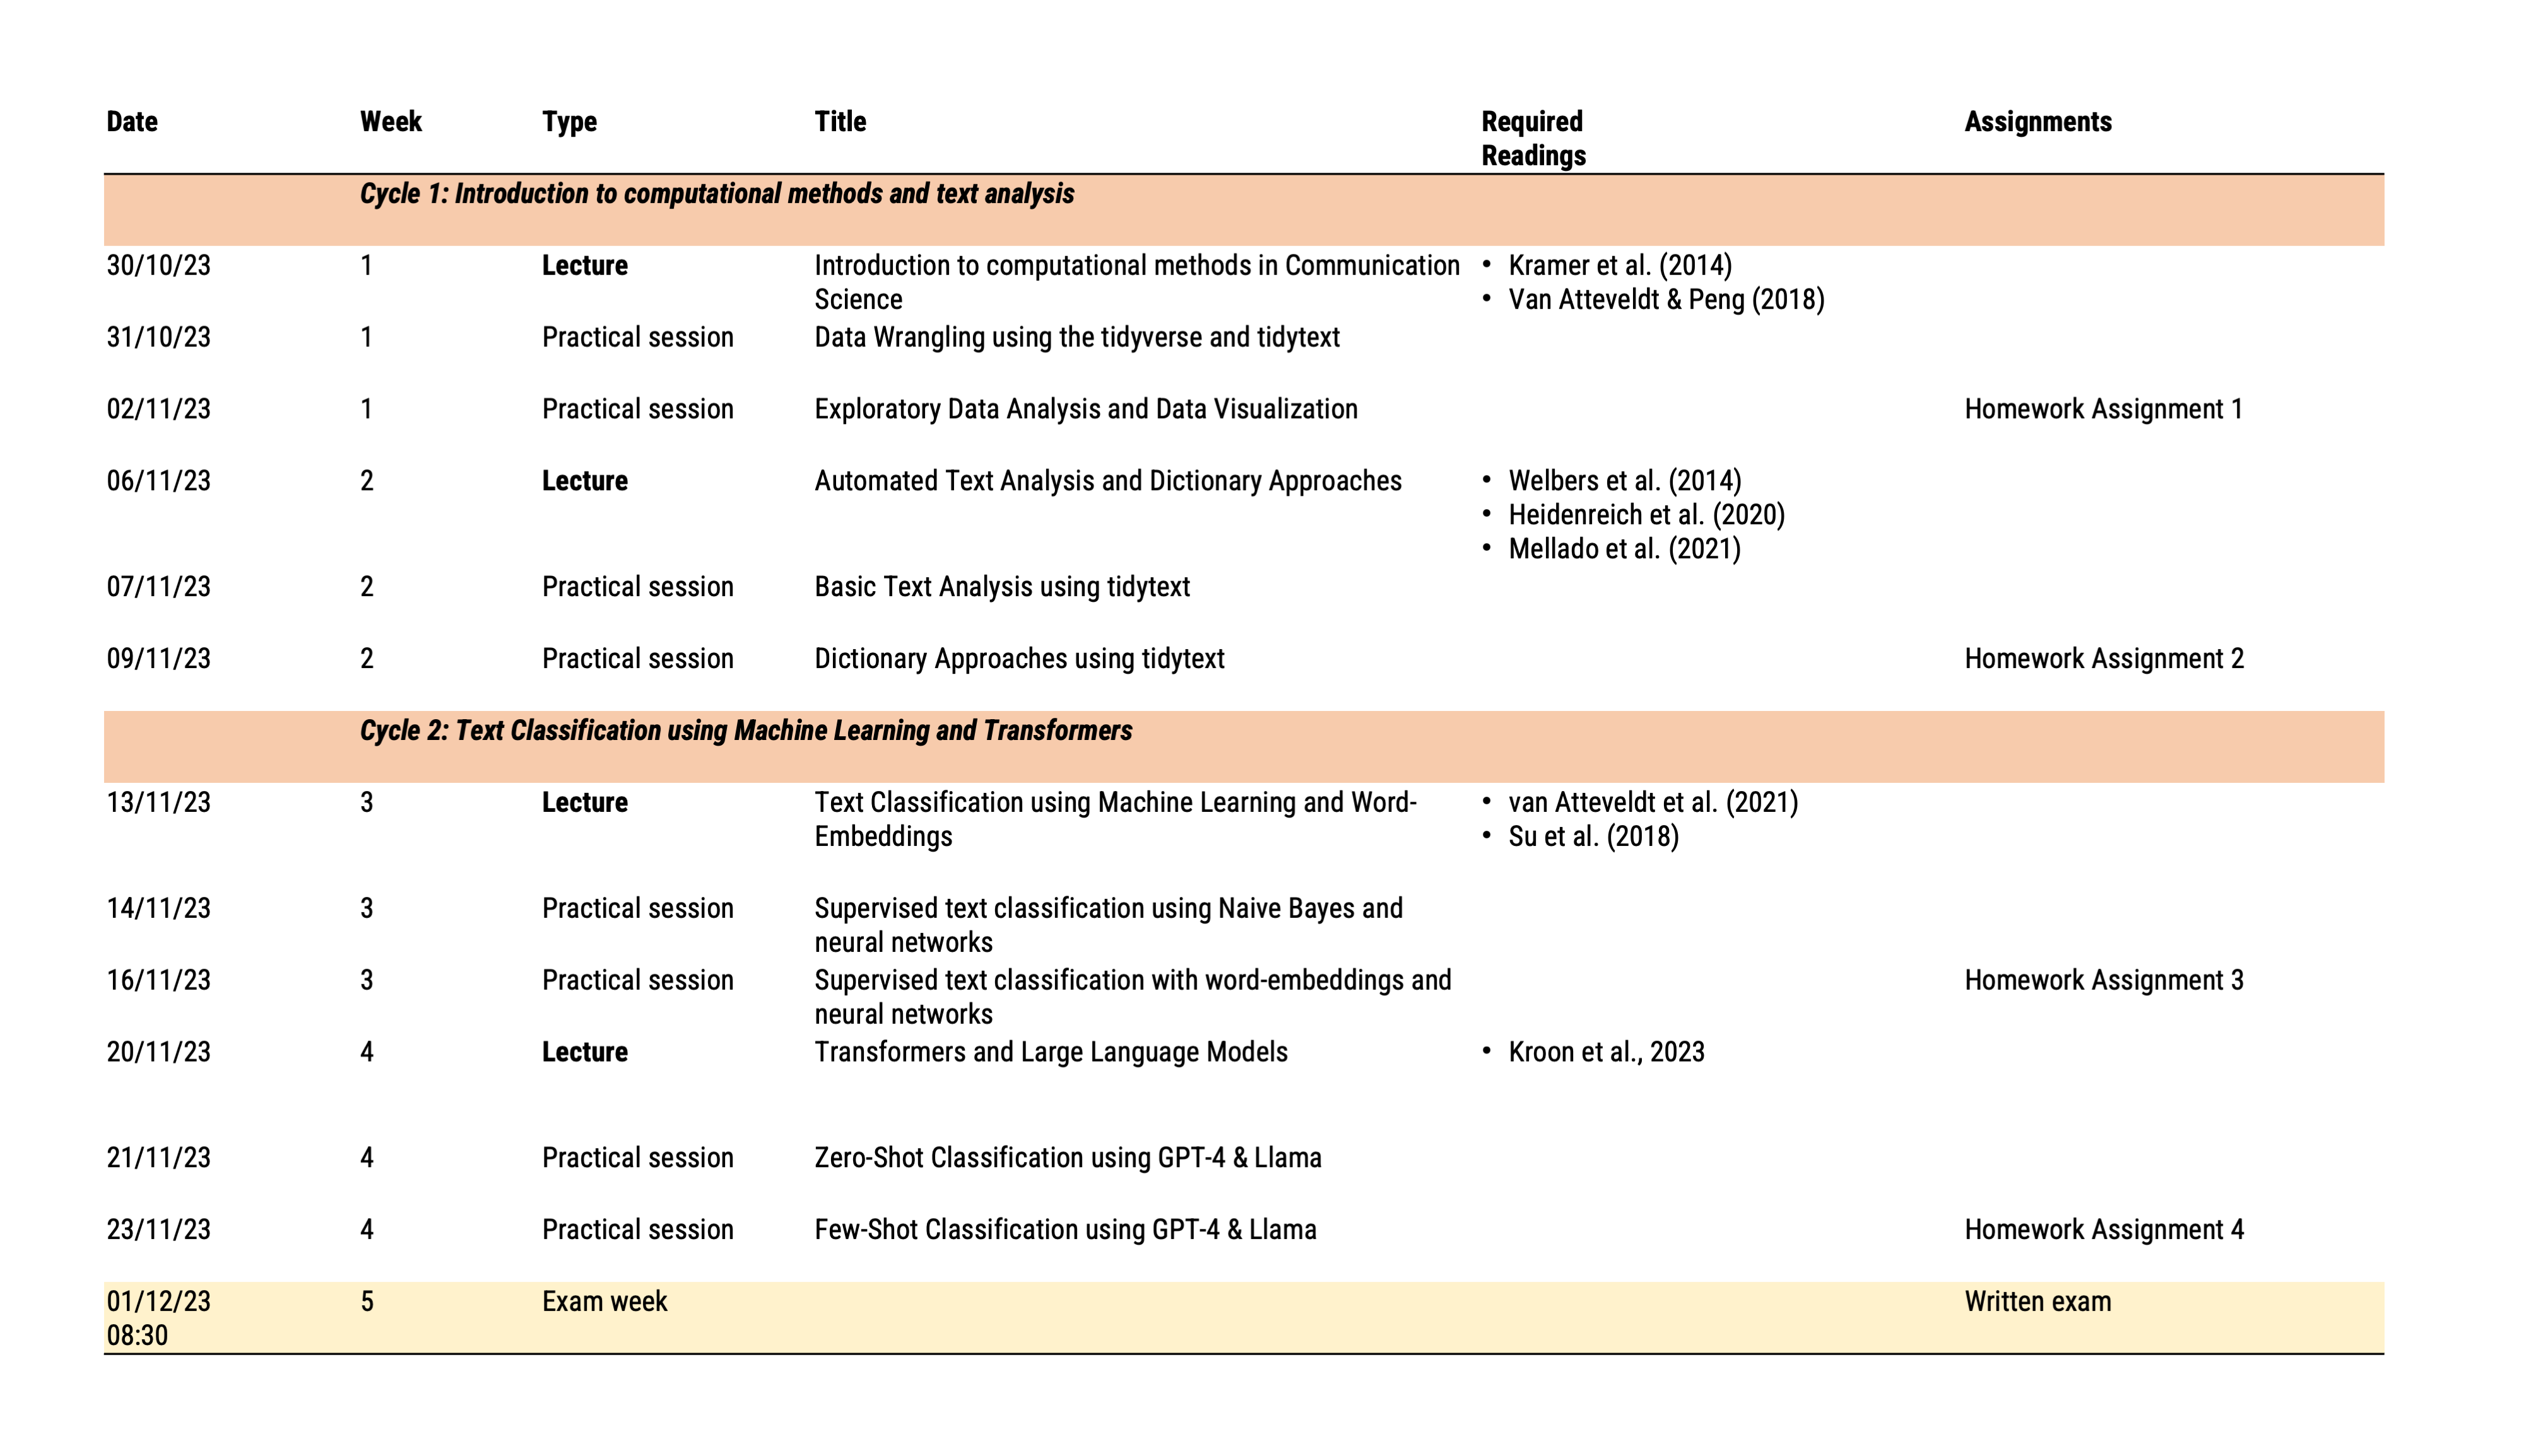 Date Week Type Title Required Readings Assignments
Cycle 1: Introduction to computational methods and text analysis
30/10/23 1 Lecture Introduction to computational methods in Communication Science • Kramer et al. (2014)
• Van Atteveldt & Peng (2018)
31/10/23 1 Practical session Data Wrangling using the tidyverse and tidytext
02/11/23 1 Practical session Exploratory Data Analysis and Data Visualization Homework Assignment 1
06/11/23 2 Lecture Automated Text Analysis and Dictionary Approaches • Welbers et al. (2014)
• Heidenreich et al. (2020)
• Mellado et al. (2021)
07/11/23 2 Practical session Basic Text Analysis using tidytext
09/11/23 2 Practical session Dictionary Approaches using tidytext Homework Assignment 2
Cycle 2: Text Classification using Machine Learning and Transformers
13/11/23 3 Lecture Text Classification using Machine Learning and Word-Embeddings • van Atteveldt et al. (2021)
• Su et al. (2018)
14/11/23 3 Practical session Supervised text classification using Naive Bayes and neural networks
16/11/23 3 Practical session Supervised text classification with word-embeddings and neural networks Homework Assignment 3
20/11/23 4 Lecture Transformers and Large Language Models • Kroon et al., 2023
21/11/23 4 Practical session Zero-Shot Classification using GPT-4 & Llama
23/11/23 4 Practical session Few-Shot Classification using GPT-4 & Llama Homework Assignment 4
01/12/23 5 Exam week Written exam
08:30